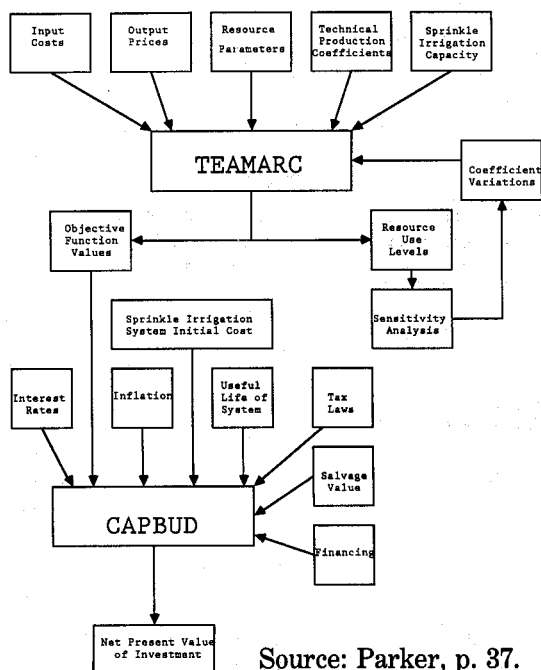 Input
Costs
Output
Prices
Resource
Parameters
Technical
Production
Coefficients
Sprinkle
Irrigation
Capacity
TEAMARC
Coefficient
Variations
Objective
Function
Values
Resource
Use
Levels
Sensitivity
Analysis
Sprinkle Irrigation
System Initial Cost
Interest
Rates
Inflation
Useful
Life of
System
Tax
Laws
Salvage
Value
CAPBUD
Financing
Net Present Value
of Investment
Source: Parker, p. 37.